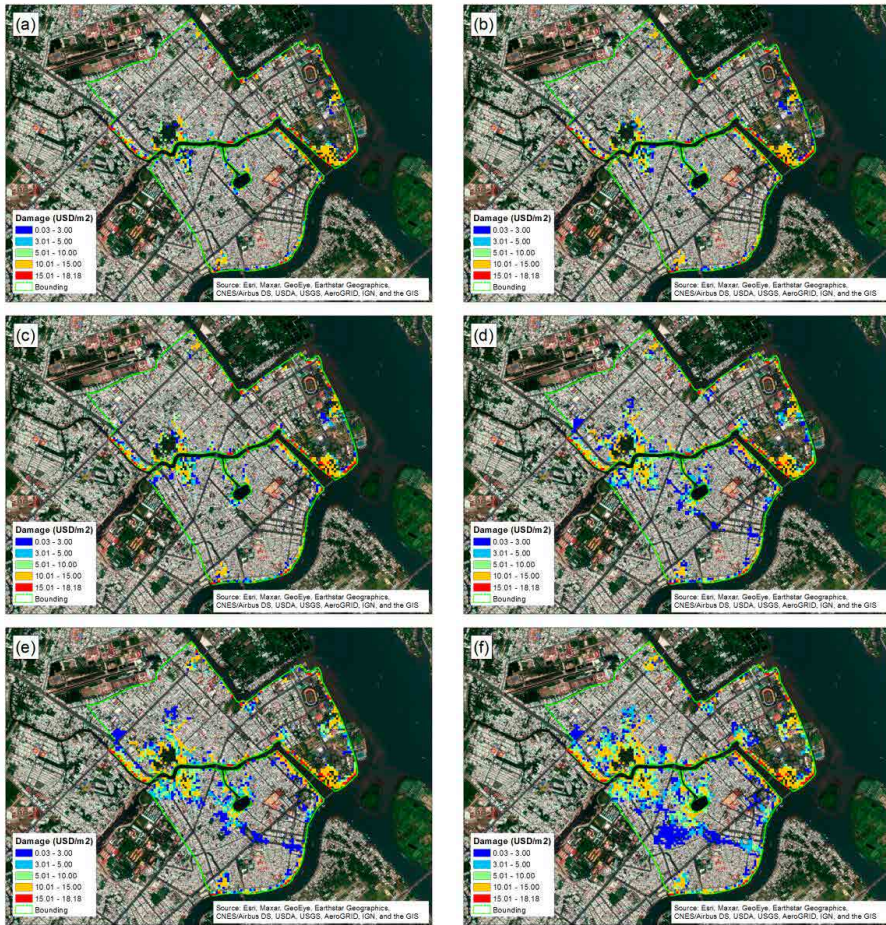 (a)
Damage (USD/m2)
0.03 - 3.00
3.01 - 5.00
5.01 - 10.00
10.01 - 15.00
15.01 - 18.18
Bounding
Source: Esri, Maxar, GeoEye, Earthstar Geographics,
CNES/Airbus DS, USDA, USGS, AeroGRID, IGN, and the GIS
(b)
Damage (USD/m2)
0.03 - 3.00
3.01 - 5.00
5.01 - 10.00
10.01 - 15.00
15.01 - 18.18
Bounding
Source: Esri, Maxar, GeoEye, Earthstar Geographics,
CNES/Airbus DS, USDA, USGS, AeroGRID, IGN, and the GIS
(c)
Damage (USD/m2)
0.03 - 3.00
3.01 - 5.00
5.01 - 10.00
10.01 - 15.00
15.01 - 18.18
Bounding
Source: Esri, Maxar, GeoEye, Earthstar Geographics,
CNES/Airbus DS, USDA, USGS, AeroGRID, IGN, and the GIS
(d)
Damage (USD/m2)
0.03 - 3.00
3.01 - 5.00
5.01 - 10.00
10.01 - 15.00
15.01 - 18.18
Bounding
Source: Esri, Maxar, GeoEye, Earthstar Geographics,
CNES/Airbus DS, USDA, USGS, AeroGRID, IGN, and the GIS
(e)
Damage (USD/m2)
0.03 - 3.00
3.01 - 5.00
5.01 - 10.00
10.01 - 15.00
15.01 - 18.18
Bounding
Source: Esri, Maxar, GeoEye, Earthstar Geographics,
CNES/Airbus DS, USDA, USGS, AeroGRID, IGN, and the GIS
(f)
Damage (USD/m2)
0.03 - 3.00
3.01 - 5.00
5.01 - 10.00
10.01 - 15.00
15.01 - 18.18
Bounding
Source: Esri, Maxar, GeoEye, Earthstar Geographics,
CNES/Airbus DS, USDA, USGS, AeroGRID, IGN, and the GIS